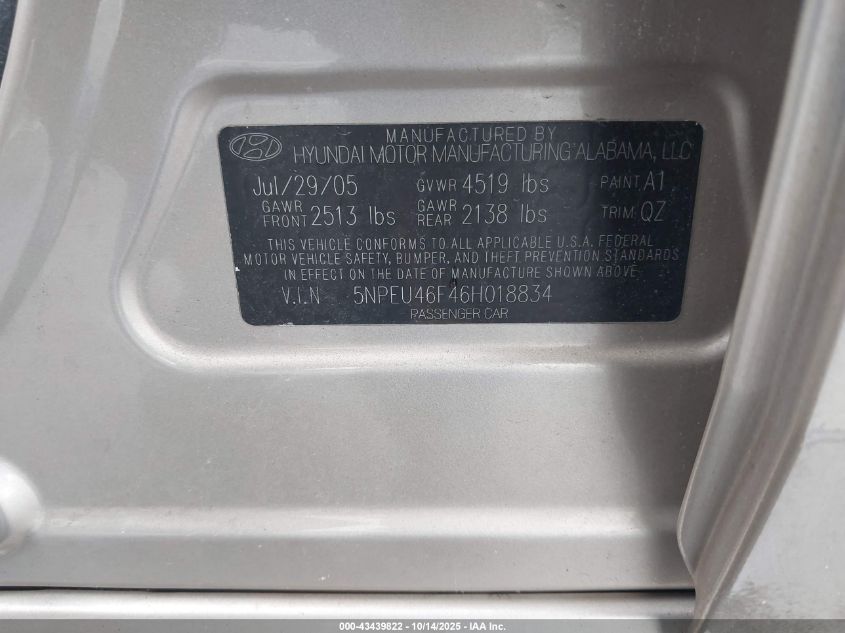 MANUFACTURED BY
HYUNDAI MOTOR MANUFACTURING ALABAMA, LLC
Jul/29/05 GVWR 4519 lbs PAINT A1
GAWR FRONT 2513 lbs GAWR REAR 2138 lbs TRIM QZ
THIS VEHICLE CONFORMS TO ALL APPLICABLE U.S.A. FEDERAL
MOTOR VEHICLE SAFETY, BUMPER, AND THEFT PREVENTION STANDARDS
IN EFFECT ON THE DATE OF MANUFACTURE SHOWN ABOVE
V.I.N 5NPEU46F46H018834
PASSENGER CAR
000-43439822 - 10/14/2025 - IAA Inc.